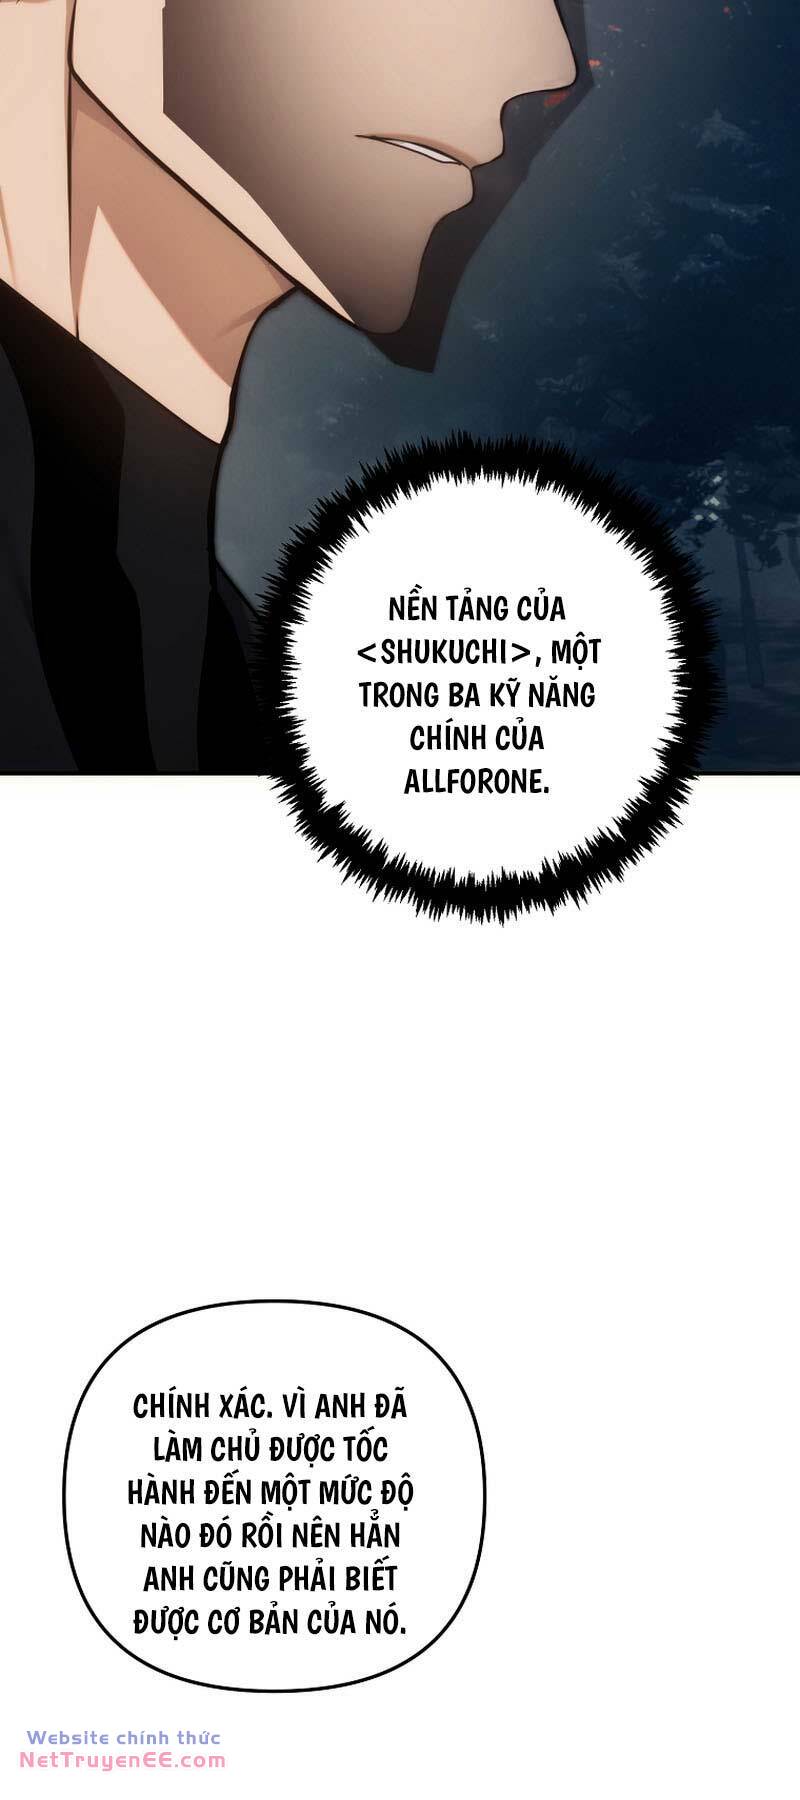 NỀN TẢNG CỦA
<SHUKUCHI>, MỘT
TRONG BA KỸ NĂNG
CHÍNH CỦA
ALLFORONE.
CHÍNH XÁC. VÌ ANH ĐÃ
LÀM CHỦ ĐƯỢC TỐC
HÀNH ĐẾN MỘT MỨC ĐỘ
NÀO ĐÓ RỒI NÊN HẲN
ANH CŨNG PHẢI BIẾT
ĐƯỢC CƠ BẢN CỦA NÓ.
Website chính thức
NetTruyenEE.com